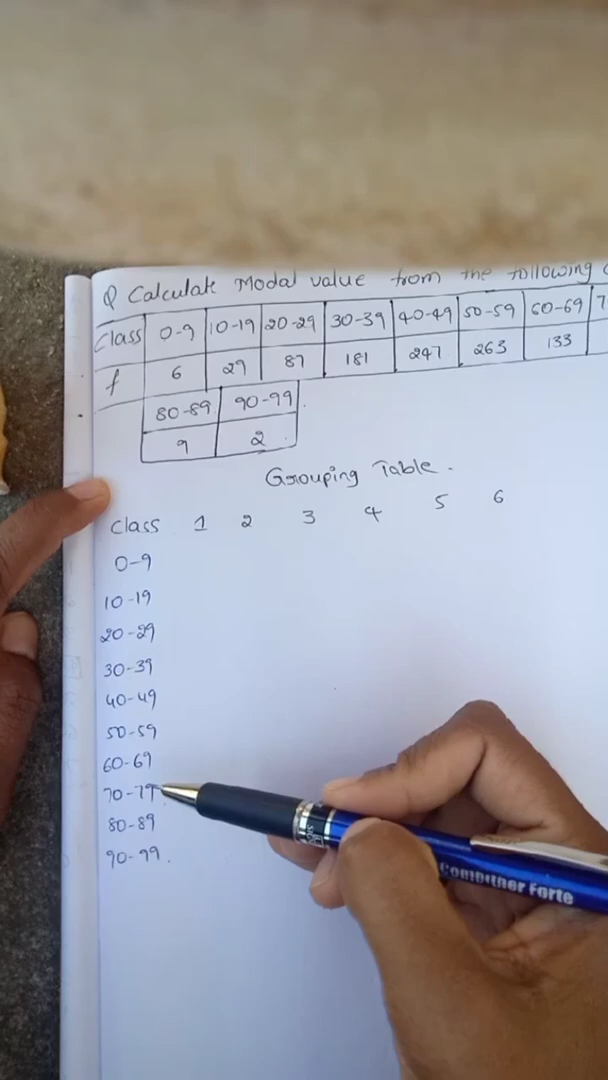 Q Calculate Modal value from the following
Class 0-9 10-19 20-29 30-39 40-49 50-59 60-69 7
f 6 29 87 181 247 263 133
80-89 90-99
9 2
Grouping Table.
Class 1 2 3 4 5 6
0-9
10-19
20-29
30-39
40-49
50-59
60-69
70-79
80-89
90-99.
Forte